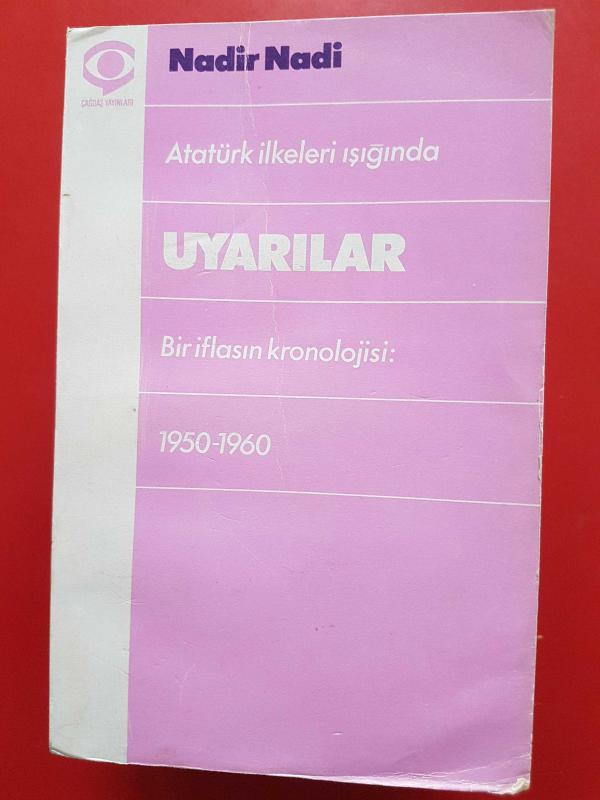 Nadir Nadi
ÇAĞDAŞ YAYINLARI
Atatürk ilkeleri ışığında
UYARILAR
Bir iflasın kronolojisi:
1950-1960